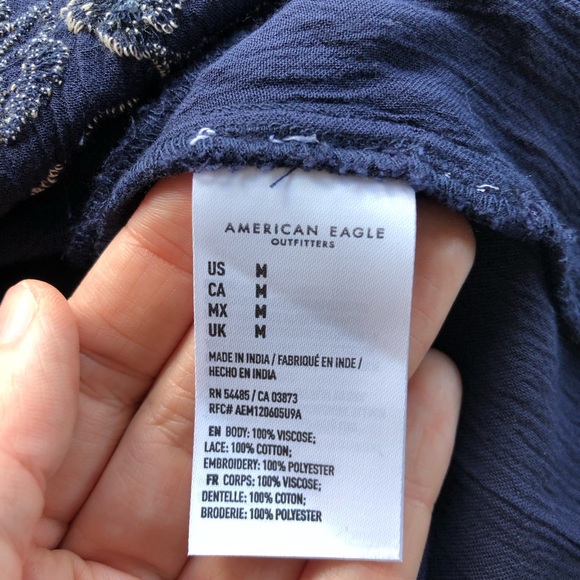 AMERICAN EAGLE
OUTFITTERS
US M
CA M
MX M
UK M
MADE IN INDIA / FABRIQUÉ EN INDE /
HECHO EN INDIA
RN 54485 / CA 03873
RFC# AEM120605U9A
EN BODY: 100% VISCOSE;
LACE: 100% COTTON;
EMBROIDERY: 100% POLYESTER
FR CORPS: 100% VISCOSE;
DENTELLE: 100% COTON;
BRODERIE: 100% POLYESTER